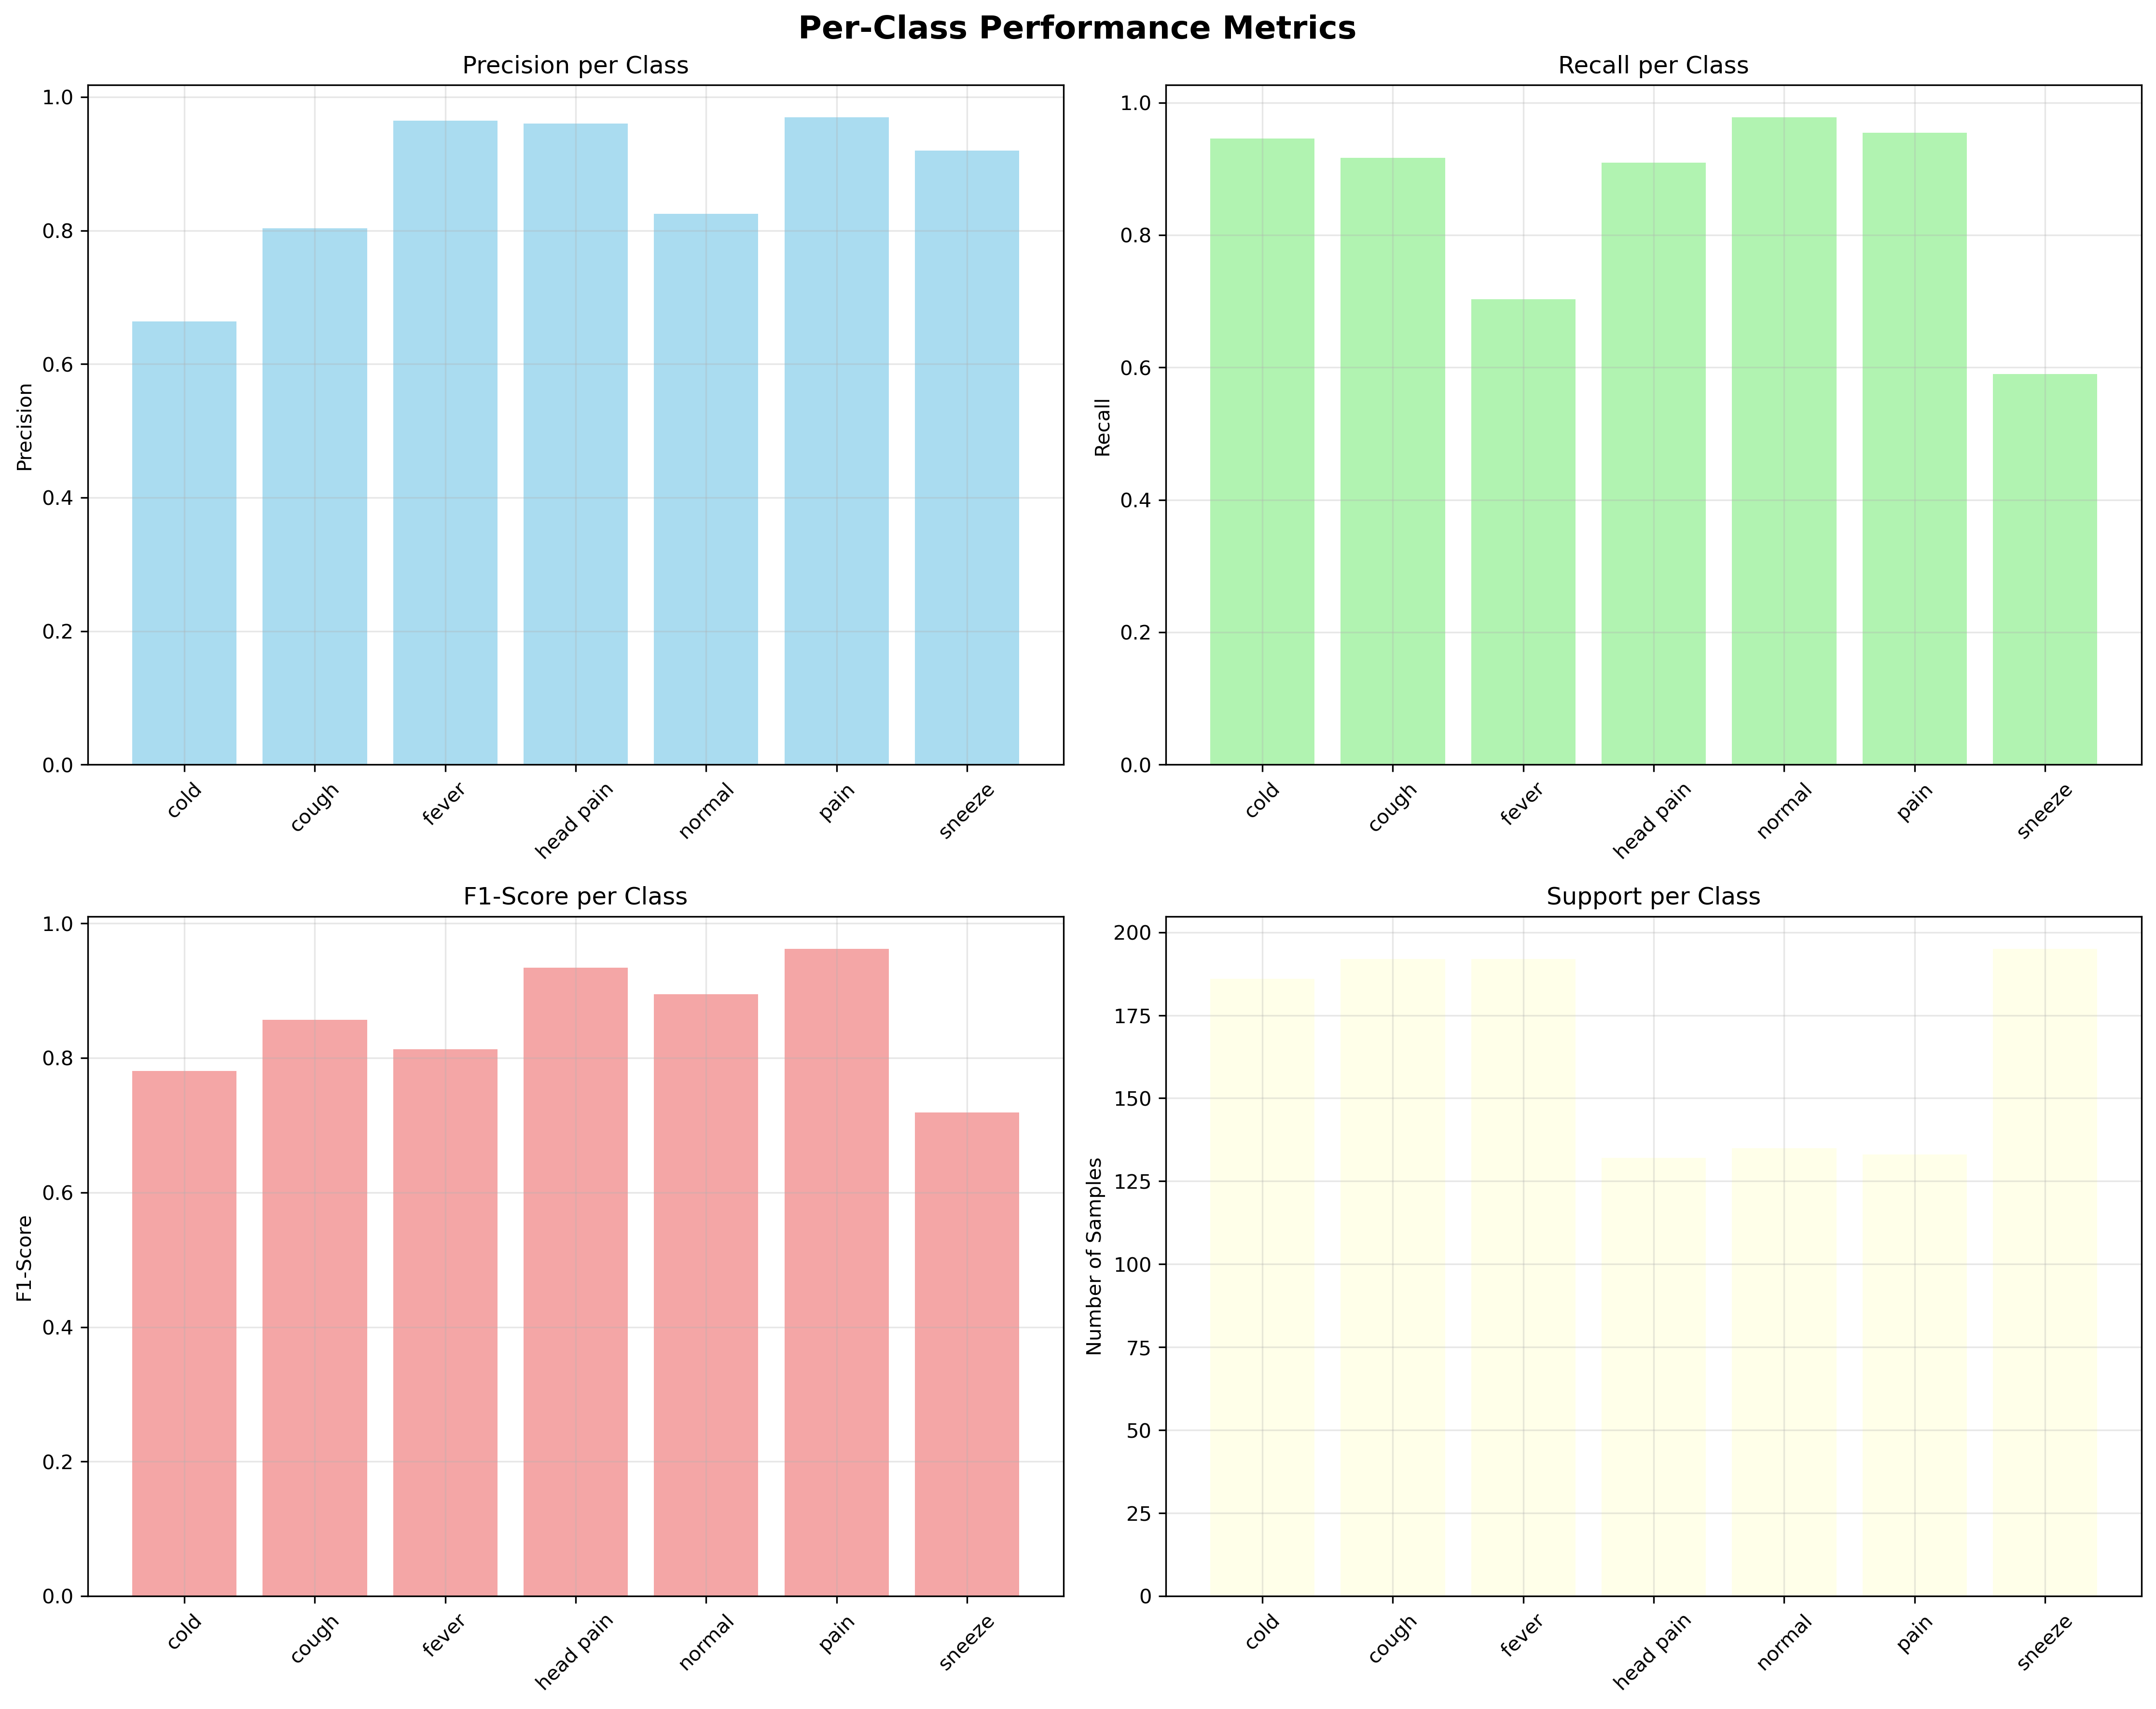 Per-Class Performance Metrics
Precision per Class
1.0
0.8
0.6
0.4
0.2
0.0
Precision
cold
cough
fever
head pain
normal
pain
sneeze
Recall per Class
1.0
0.8
0.6
0.4
0.2
0.0
Recall
cold
cough
fever
head pain
normal
pain
sneeze
F1-Score per Class
1.0
0.8
0.6
0.4
0.2
0.0
F1-Score
cold
cough
fever
head pain
normal
pain
sneeze
Support per Class
200
175
150
125
100
75
50
25
0
Number of Samples
cold
cough
fever
head pain
normal
pain
sneeze